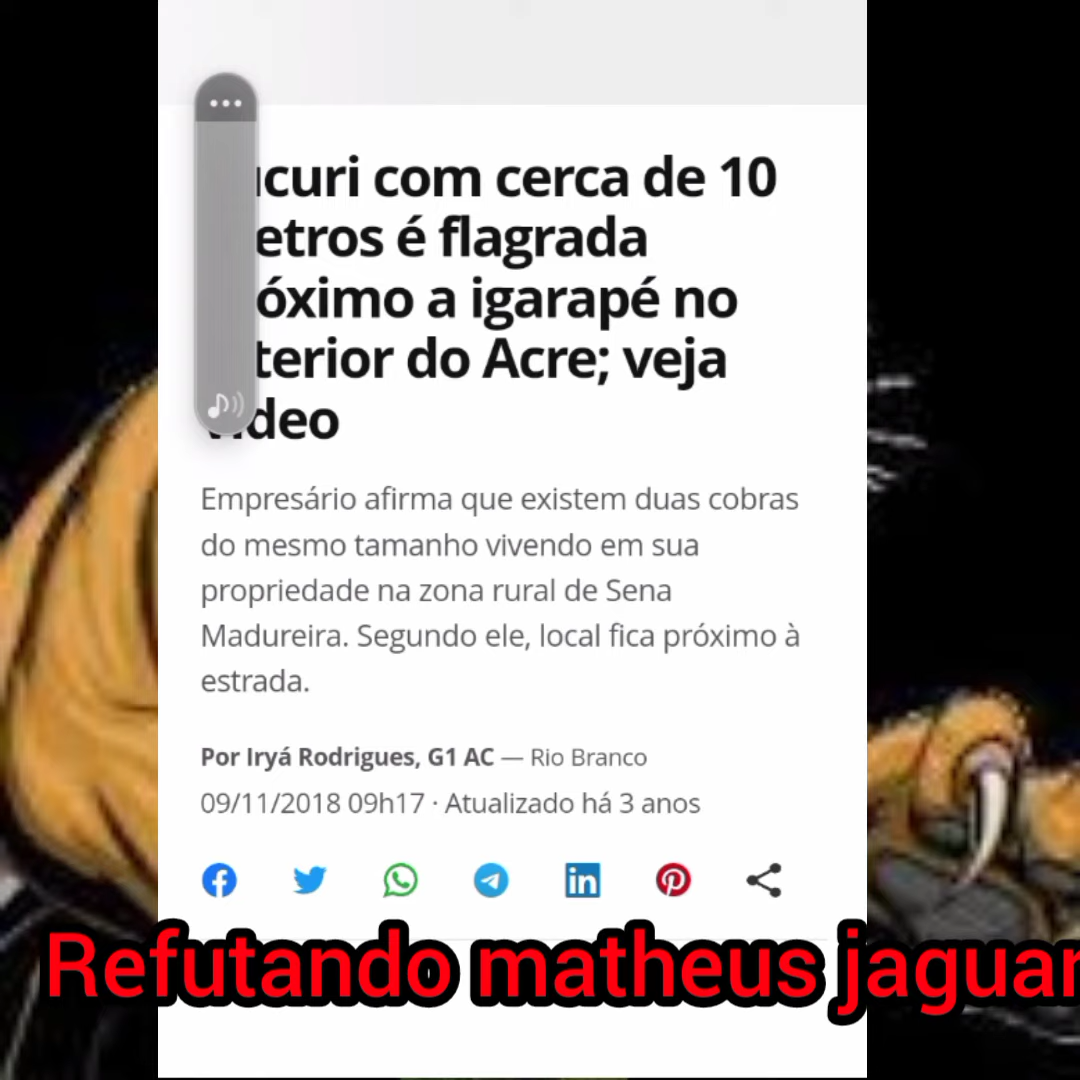 curi com cerca de 10
etros é flagrada
óximo a igarapé no
terior do Acre; veja
deo
Empresário afirma que existem duas cobras
do mesmo tamanho vivendo em sua
propriedade na zona rural de Sena
Madureira. Segundo ele, local fica próximo à
estrada.
Por Iryá Rodrigues, G1 AC — Rio Branco
09/11/2018 09h17 · Atualizado há 3 anos
Refutando matheus jaguar